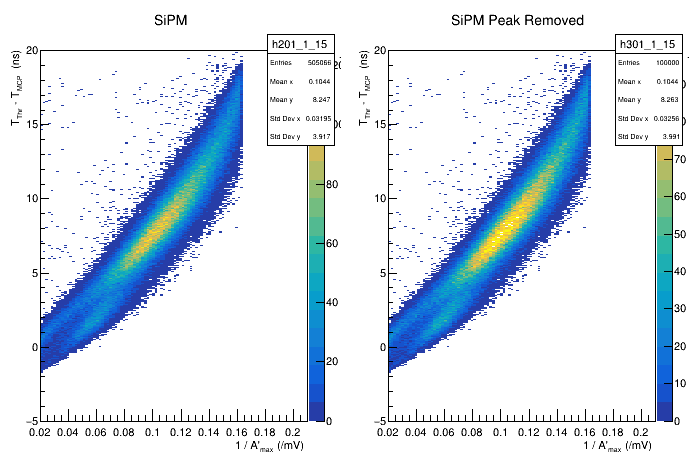 SiPM
SiPM Peak Removed
h201_1_15
Entries 505066
Mean x 0.1044
Mean y 8.247
Std Dev x 0.03195
Std Dev y 3.917
h301_1_15
Entries 100000
Mean x 0.1044
Mean y 8.263
Std Dev x 0.03256
Std Dev y 3.991
T_Thr - T_MCP (ns)
20
15
10
5
0
−5
0.02 0.04 0.06 0.08 0.1 0.12 0.14 0.16 0.18 0.2
1 / A'max (/mV)
80
60
40
20
0
T_Thr - T_MCP (ns)
20
15
10
5
0
−5
0.02 0.04 0.06 0.08 0.1 0.12 0.14 0.16 0.18 0.2
1 / A'max (/mV)
70
60
50
40
30
20
10
0